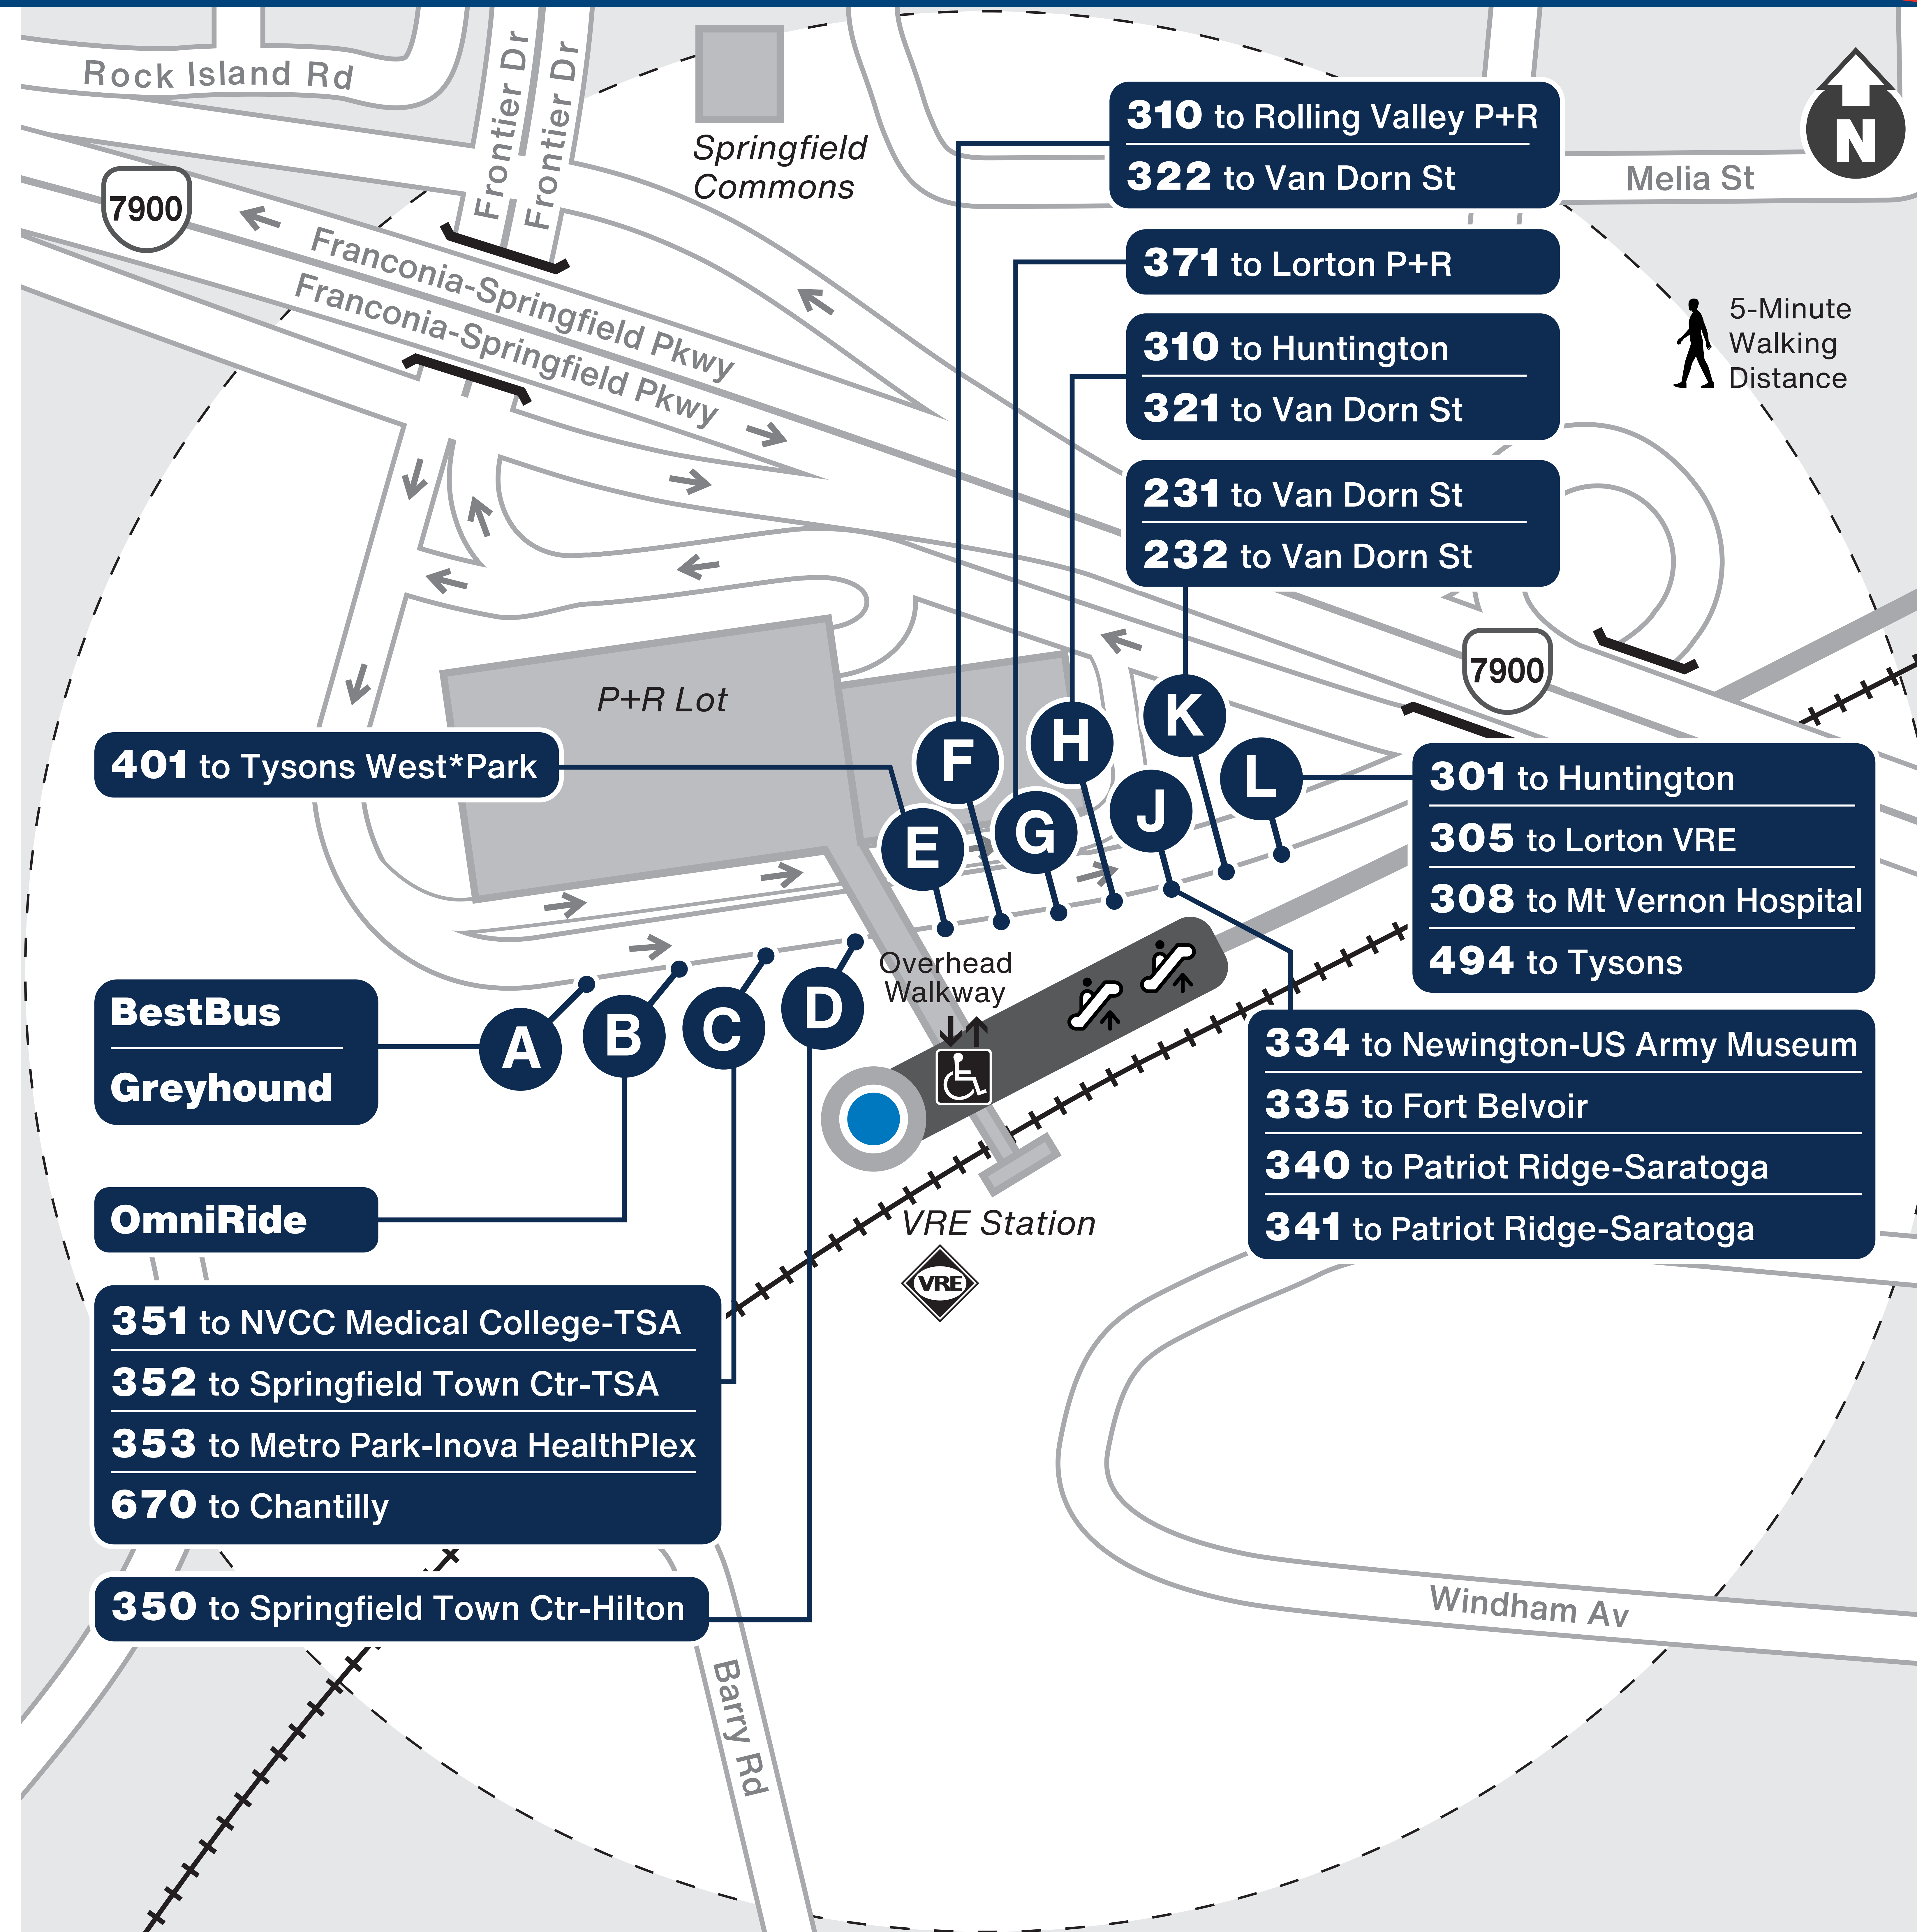 Rock Island Rd
Frontier Dr
Frontier Dr
Springfield
Commons
310 to Rolling Valley P+R
322 to Van Dorn St
N
Melia St
7900
Franconia-Springfield Pkwy
Franconia-Springfield Pkwy
371 to Lorton P+R
5-Minute
Walking
Distance
310 to Huntington
321 to Van Dorn St
231 to Van Dorn St
232 to Van Dorn St
7900
P+R Lot
401 to Tysons West*Park
F
H
K
L
E
G
J
301 to Huntington
305 to Lorton VRE
308 to Mt Vernon Hospital
494 to Tysons
Overhead
Walkway
BestBus
Greyhound
A
B
C
D
334 to Newington-US Army Museum
335 to Fort Belvoir
340 to Patriot Ridge-Saratoga
341 to Patriot Ridge-Saratoga
OmniRide
VRE Station
VRE
351 to NVCC Medical College-TSA
352 to Springfield Town Ctr-TSA
353 to Metro Park-Inova HealthPlex
670 to Chantilly
350 to Springfield Town Ctr-Hilton
Windham Av
Barry Rd